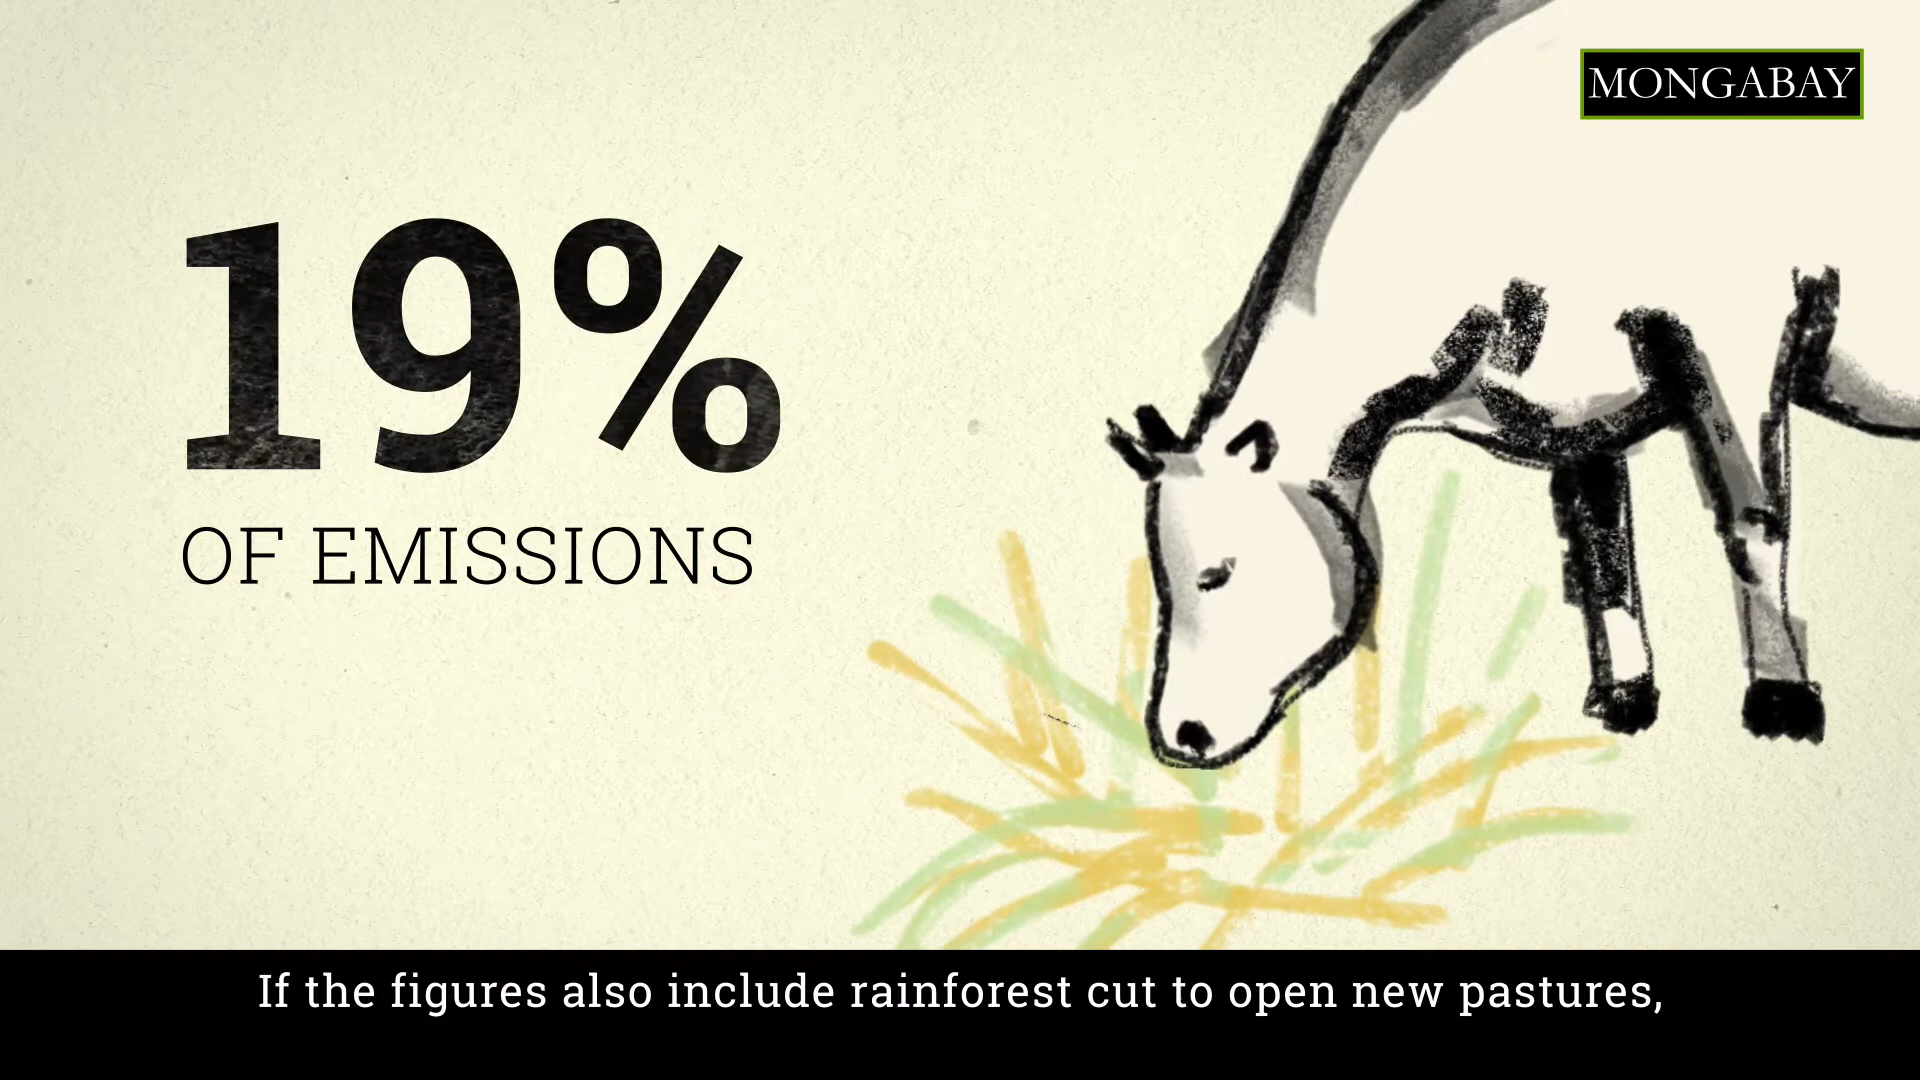 MONGABAY
19%
OF EMISSIONS
If the figures also include rainforest cut to open new pastures,